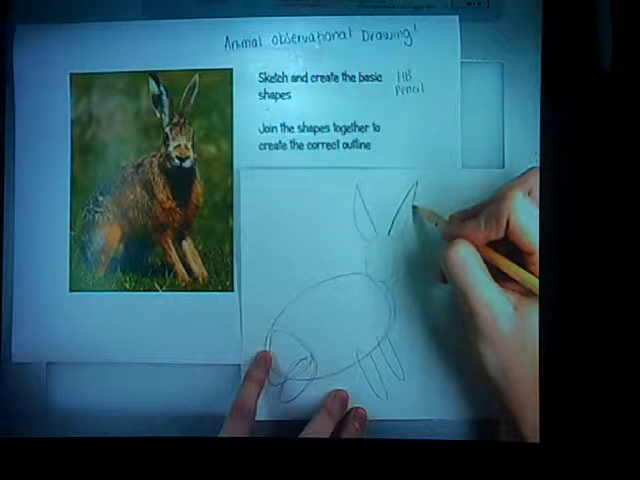 Animal observational Drawing!
Sketch and create the basic
shapes
HB
Pencil
Join the shapes together to
create the correct outline